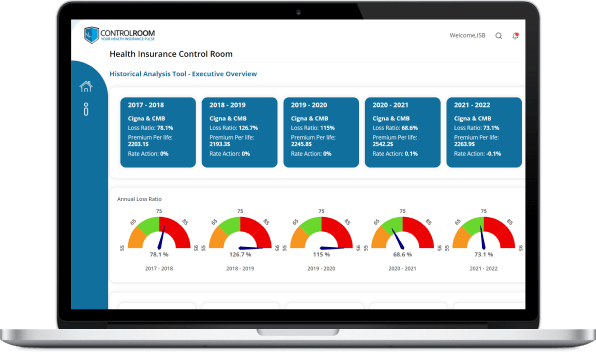 CONTROLROOM
YOUR HEALTH INSURANCE PULSE
Welcome,ISB
Health Insurance Control Room
Historical Analysis Tool - Executive Overview
2017 - 2018
Cigna & CMB
Loss Ratio: 78.1%
Premium Per life:
2203.1$
Rate Action: 0%
2018 - 2019
Cigna & CMB
Loss Ratio: 126.7%
Premium Per life:
2193.3$
Rate Action: 0%
2019 - 2020
Cigna & CMB
Loss Ratio: 115%
Premium Per life:
2245.8$
Rate Action: 0%
2020 - 2021
Cigna & CMB
Loss Ratio: 68.6%
Premium Per life:
2542.2$
Rate Action: 0.1%
2021 - 2022
Cigna & CMB
Loss Ratio: 73.1%
Premium Per life:
2263.9$
Rate Action: -0.1%
Annual Loss Ratio
55 65 75 85 95
78.1 %
2017 - 2018
55 65 75 85 95
126.7 %
2018 - 2019
55 65 75 85 95
115 %
2019 - 2020
55 65 75 85 95
68.6 %
2020 - 2021
55 65 75 85 95
73.1 %
2021 - 2022